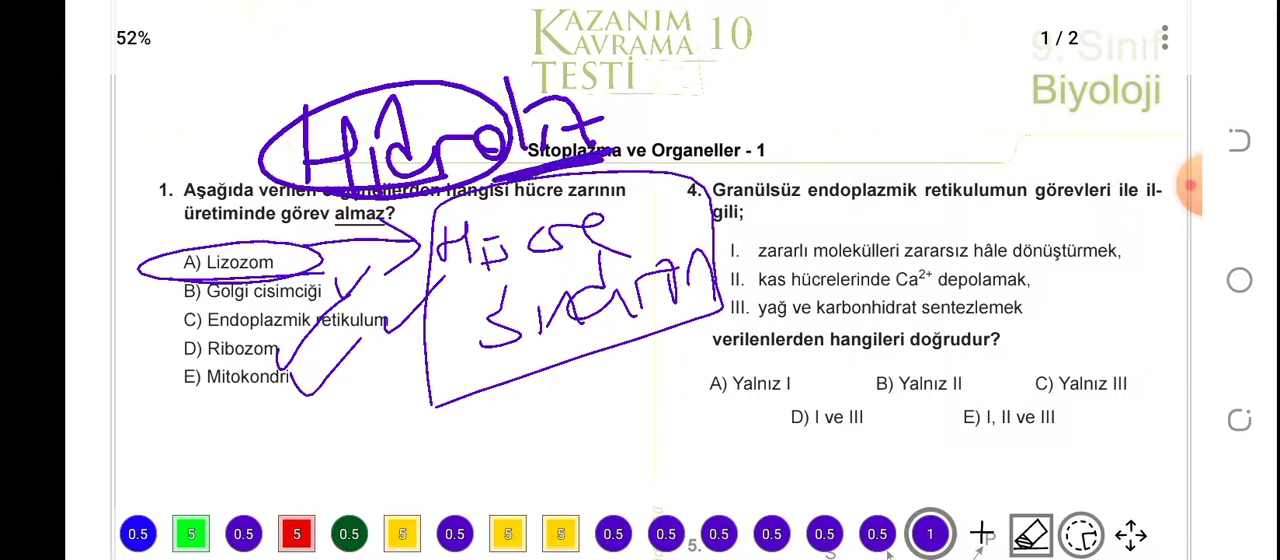 52%
KAZANIM
KAVRAMA
TESTİ
10
1 / 2
9. Sınıf
Biyoloji
Hidroliz
Sitoplazma ve Organeller - 1
1. Aşağıda verilen organellerden hangisi hücre zarının
üretiminde görev almaz?
A) Lizozom
B) Golgi cisimciği
C) Endoplazmik retikulum
D) Ribozom
E) Mitokondri
4. Granülsüz endoplazmik retikulumun görevleri ile il-
gili;
I. zararlı molekülleri zararsız hâle dönüştürmek,
II. kas hücrelerinde Ca2+ depolamak,
III. yağ ve karbonhidrat sentezlemek
verilenlerden hangileri doğrudur?
A) Yalnız I B) Yalnız II C) Yalnız III
D) I ve III E) I, II ve III
5.
0.5 5 0.5 5 0.5 5 0.5 5 5 0.5 0.5 0.5 0.5 0.5 0.5 1